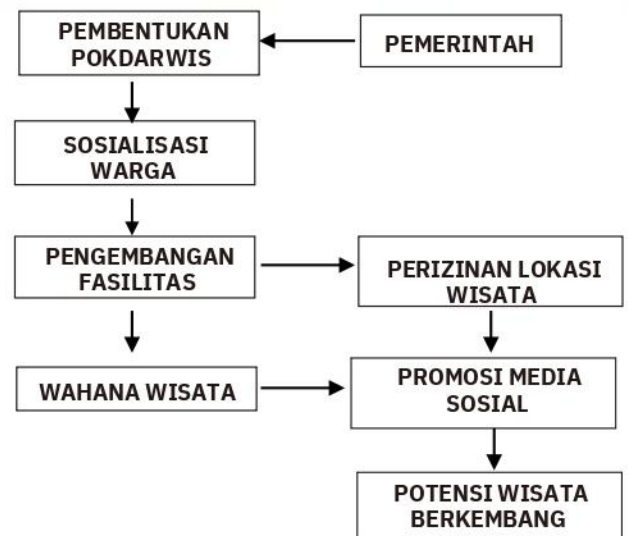 PEMBENTUKAN
POKDARWIS
PEMERINTAH
SOSIALISASI
WARGA
PENGEMBANGAN
FASILITAS
PERIZINAN LOKASI
WISATA
WAHANA WISATA
PROMOSI MEDIA
SOSIAL
POTENSI WISATA
BERKEMBANG